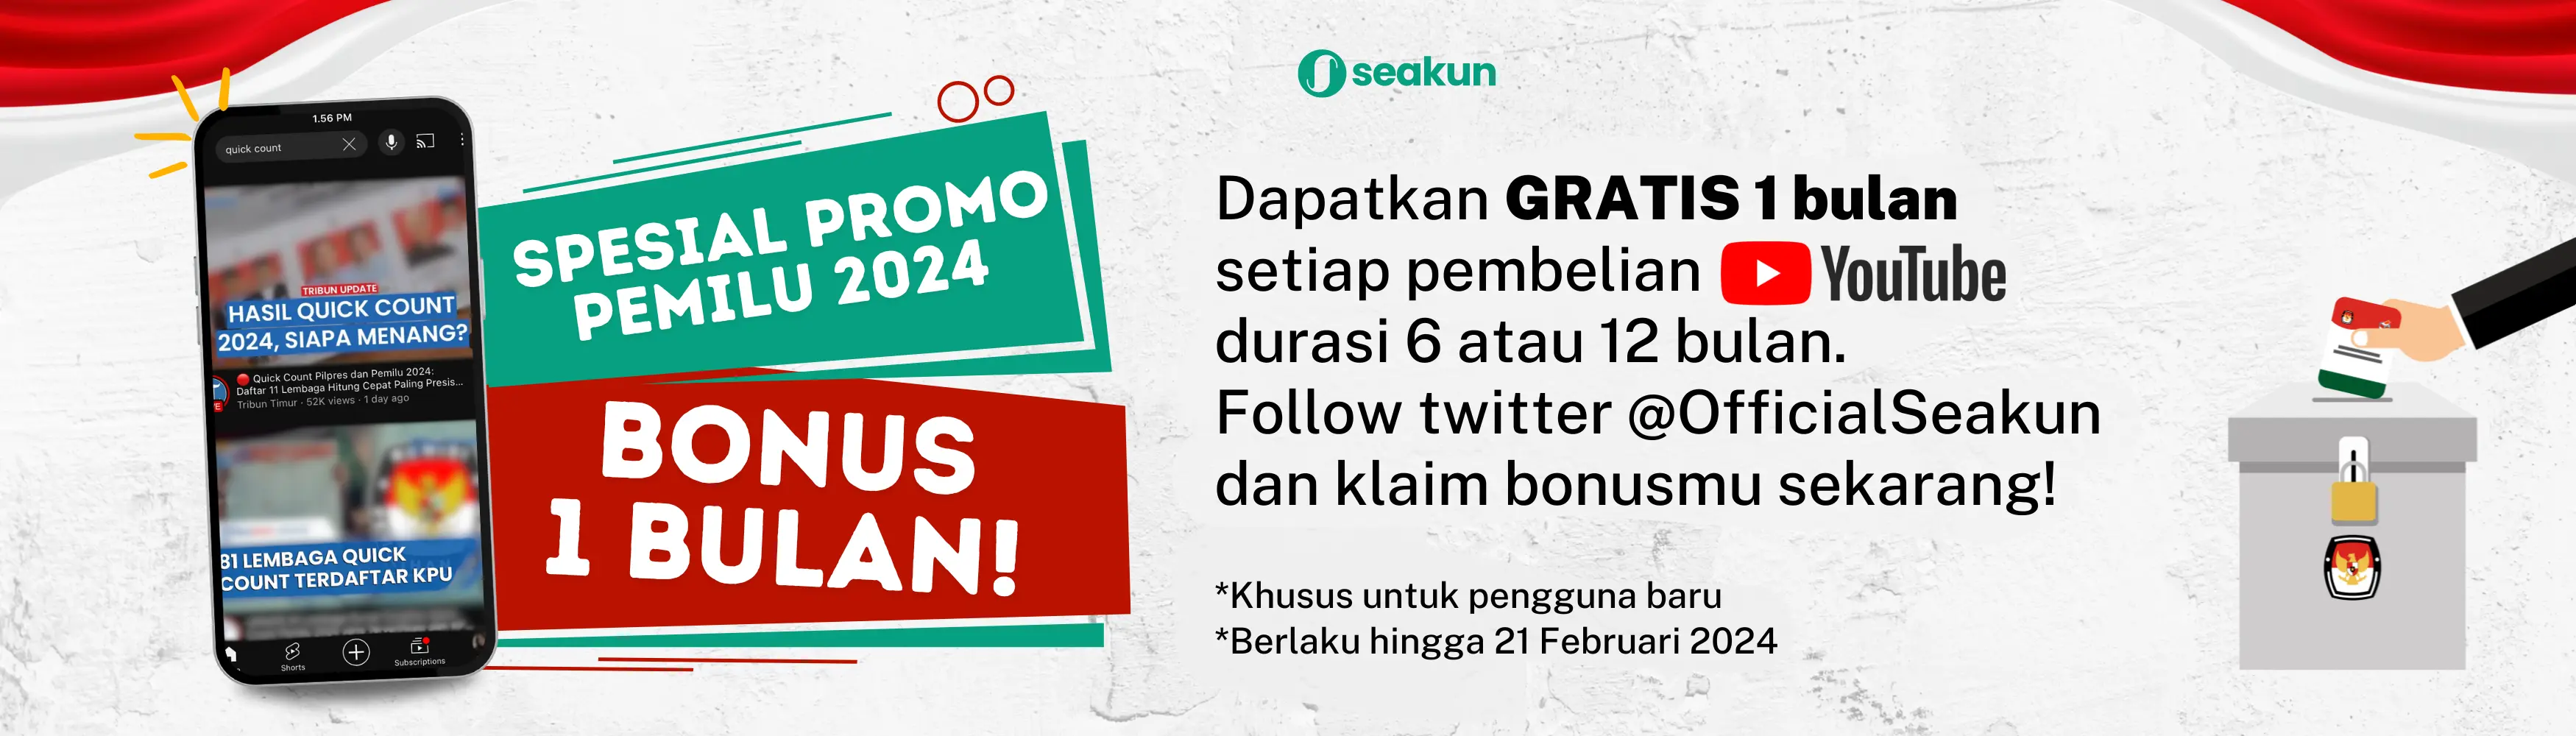 1.56 PM
quick count
TRIBUN UPDATE
HASIL QUICK COUNT
2024, SIAPA MENANG?
Quick Count Pilpres dan Pemilu 2024:
Daftar 11 Lembaga Hitung Cepat Paling Presis...
Tribun Timur · 52K views · 1 day ago
81 LEMBAGA QUICK
COUNT TERDAFTAR KPU
Shorts
Subscriptions
SPESIAL PROMO
PEMILU 2024
BONUS
1 BULAN!
seakun
Dapatkan GRATIS 1 bulan
setiap pembelian YouTube
durasi 6 atau 12 bulan.
Follow twitter @OfficialSeakun
dan klaim bonusmu sekarang!
*Khusus untuk pengguna baru
*Berlaku hingga 21 Februari 2024